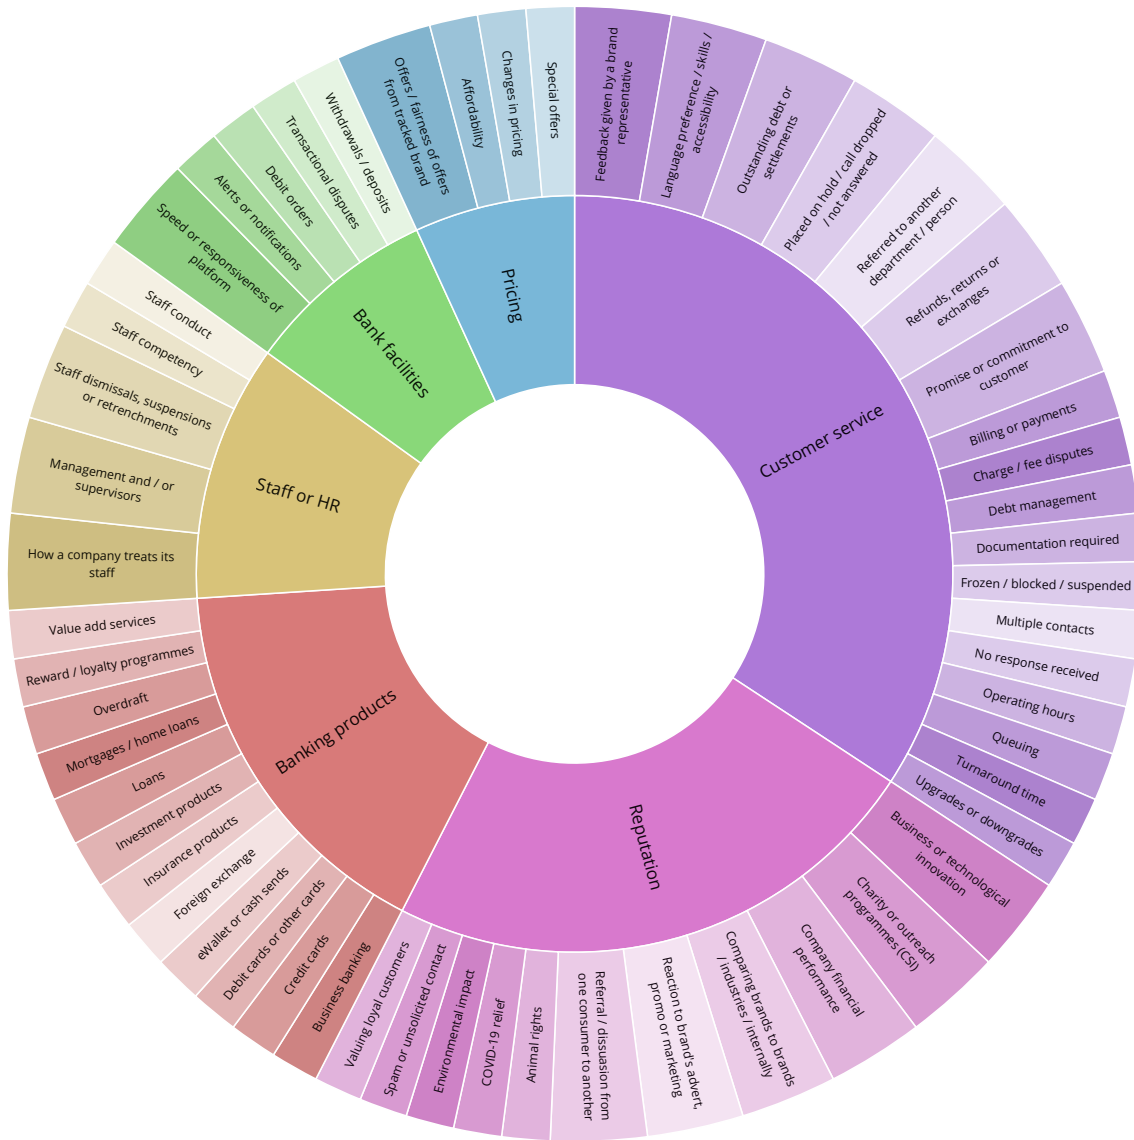 Customer service
Feedback given by a brand
representative
Language preference / skills /
accessibility
Outstanding debt or
settlements
Placed on hold / call dropped
/ not answered
Referred to another
department / person
Refunds, returns or
exchanges
Promise or commitment to
customer
Billing or payments
Charge / fee disputes
Debt management
Documentation required
Frozen / blocked / suspended
Multiple contacts
No response received
Operating hours
Queuing
Turnaround time
Upgrades or downgrades
Reputation
Business or technological
innovation
Charity or outreach
programmes (CSI)
Company financial
performance
Comparing brands to brands
/ industries / internally
Reaction to brand's advert,
promo or marketing
Referral / dissuasion from
one consumer to another
Animal rights
COVID-19 relief
Environmental impact
Spam or unsolicited contact
Valuing loyal customers
Banking products
Business banking
Credit cards
Debit cards or other cards
eWallet or cash sends
Foreign exchange
Insurance products
Investment products
Loans
Mortgages / home loans
Overdraft
Reward / loyalty programmes
Value add services
Staff or HR
How a company treats its
staff
Management and / or
supervisors
Staff dismissals, suspensions
or retrenchments
Staff competency
Staff conduct
Bank facilities
Speed or responsiveness of
platform
Alerts or notifications
Debit orders
Transactional disputes
Withdrawals / deposits
Pricing
Offers / fairness of offers
from tracked brand
Affordability
Changes in pricing
Special offers